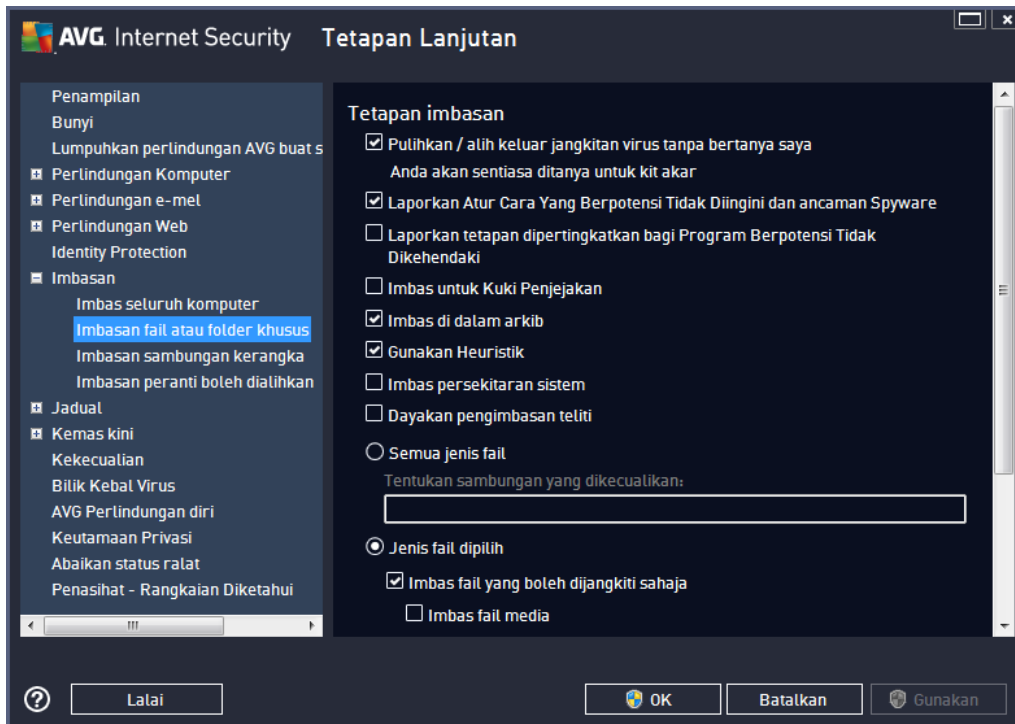 AVG. Internet Security Tetapan Lanjutan
Penampilan
Bunyi
Lumpuhkan perlindungan AVG buat s
Perlindungan Komputer
Perlindungan e-mel
Perlindungan Web
Identity Protection
Imbasan
Imbas seluruh komputer
Imbasan fail atau folder khusus
Imbasan sambungan kerangka
Imbasan peranti boleh dialihkan
Jadual
Kemas kini
Kekecualian
Bilik Kebal Virus
AVG Perlindungan diri
Keutamaan Privasi
Abaikan status ralat
Penasihat - Rangkaian Diketahui
Tetapan imbasan
Pulihkan / alih keluar jangkitan virus tanpa bertanya saya
Anda akan sentiasa ditanya untuk kit akar
Laporkan Atur Cara Yang Berpotensi Tidak Diingini dan ancaman Spyware
Laporkan tetapan dipertingkatkan bagi Program Berpotensi Tidak
Dikehendaki
Imbas untuk Kuki Penjejakan
Imbas di dalam arkib
Gunakan Heuristik
Imbas persekitaran sistem
Dayakan pengimbasan teliti
Semua jenis fail
Tentukan sambungan yang dikecualikan:
Jenis fail dipilih
Imbas fail yang boleh dijangkiti sahaja
Imbas fail media
Lalai
OK
Batalkan
Gunakan